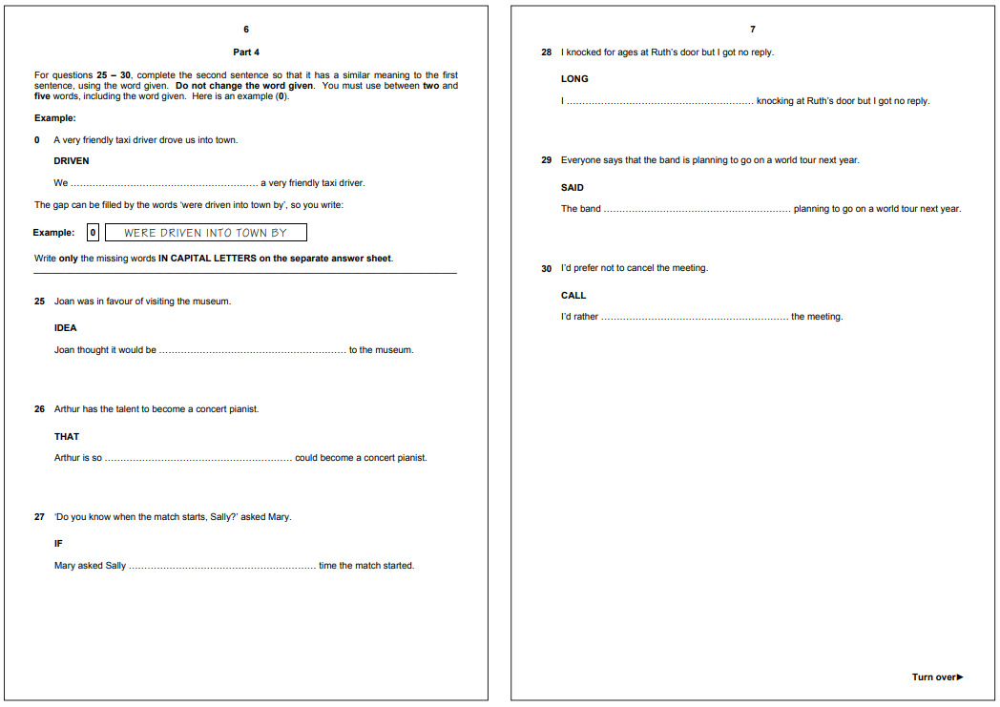 6
Part 4
For questions 25 – 30, complete the second sentence so that it has a similar meaning to the first
sentence, using the word given. Do not change the word given. You must use between two and
five words, including the word given. Here is an example (0).
Example:
0 A very friendly taxi driver drove us into town.
DRIVEN
We …………………………………………………… a very friendly taxi driver.
The gap can be filled by the words ‘were driven into town by’, so you write:
Example: 0 WERE DRIVEN INTO TOWN BY
Write only the missing words IN CAPITAL LETTERS on the separate answer sheet.
25 Joan was in favour of visiting the museum.
IDEA
Joan thought it would be …………………………………………………… to the museum.
26 Arthur has the talent to become a concert pianist.
THAT
Arthur is so …………………………………………………… could become a concert pianist.
27 ‘Do you know when the match starts, Sally?’ asked Mary.
IF
Mary asked Sally …………………………………………………… time the match started.
7
28 I knocked for ages at Ruth’s door but I got no reply.
LONG
I …………………………………………………… knocking at Ruth’s door but I got no reply.
29 Everyone says that the band is planning to go on a world tour next year.
SAID
The band …………………………………………………… planning to go on a world tour next year.
30 I’d prefer not to cancel the meeting.
CALL
I’d rather …………………………………………………… the meeting.
Turn over►